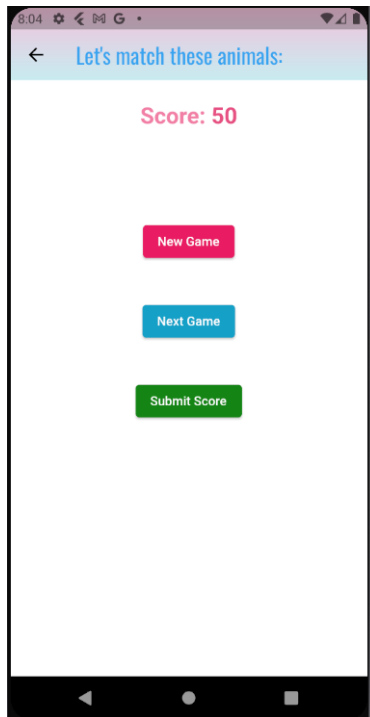 8:04 G
Let's match these animals:
Score: 50
New Game
Next Game
Submit Score